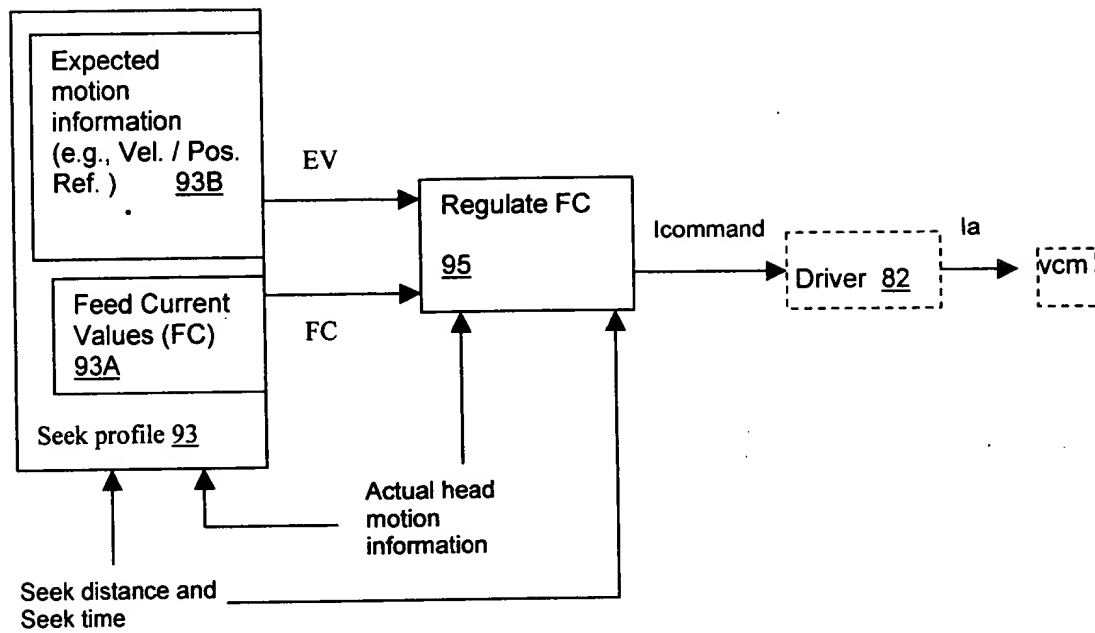 Expected
motion
information
(e.g., Vel. / Pos.
Ref. ) 93B
EV
Regulate FC
95
Icommand
Ia
Driver 82
vcm
Feed Current
Values (FC)
93A
FC
Seek profile 93
Actual head
motion
information
Seek distance and
Seek time